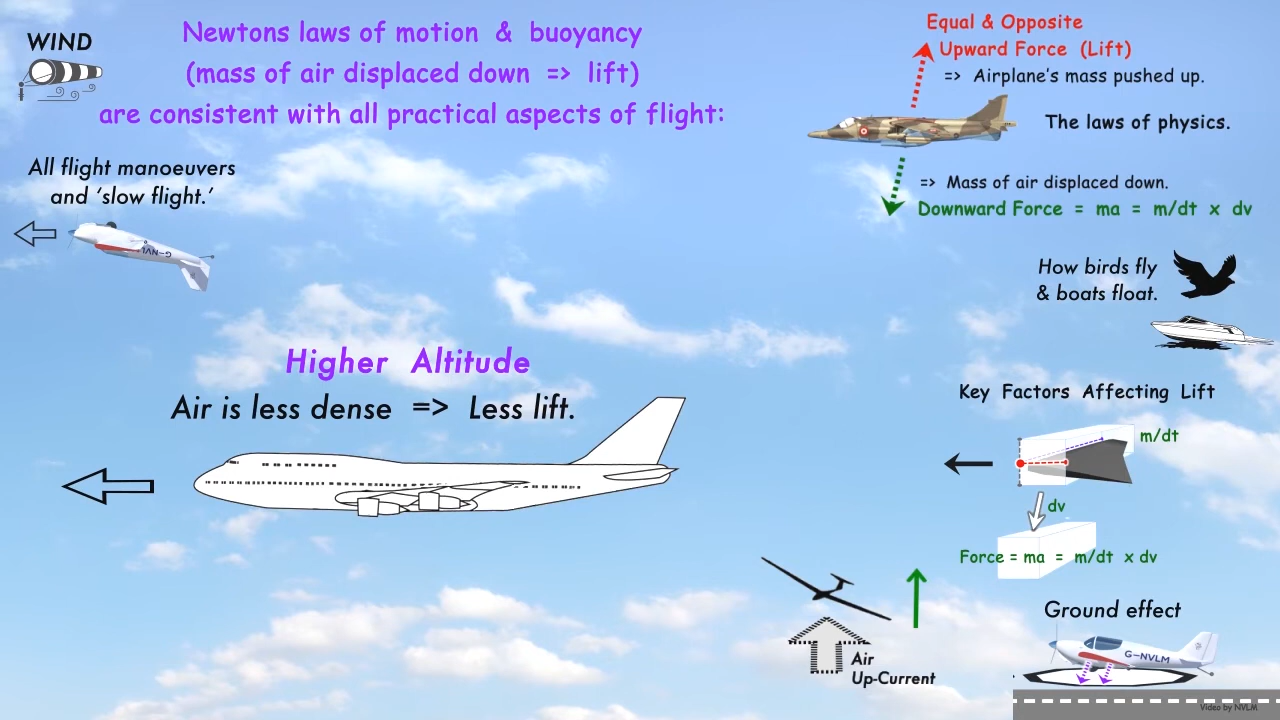 WIND
Newtons laws of motion & buoyancy
(mass of air displaced down => lift)
are consistent with all practical aspects of flight:
Equal & Opposite
Upward Force (Lift)
=> Airplane's mass pushed up.
The laws of physics.
=> Mass of air displaced down.
Downward Force = ma = m/dt x dv
All flight manoeuvers
and ‘slow flight.’
G-NVL
How birds fly
& boats float.
Higher Altitude
Air is less dense => Less lift.
Key Factors Affecting Lift
m/dt
dv
Force = ma = m/dt x dv
Air
Up-Current
Ground effect
G-NVLM
Video by NVLM